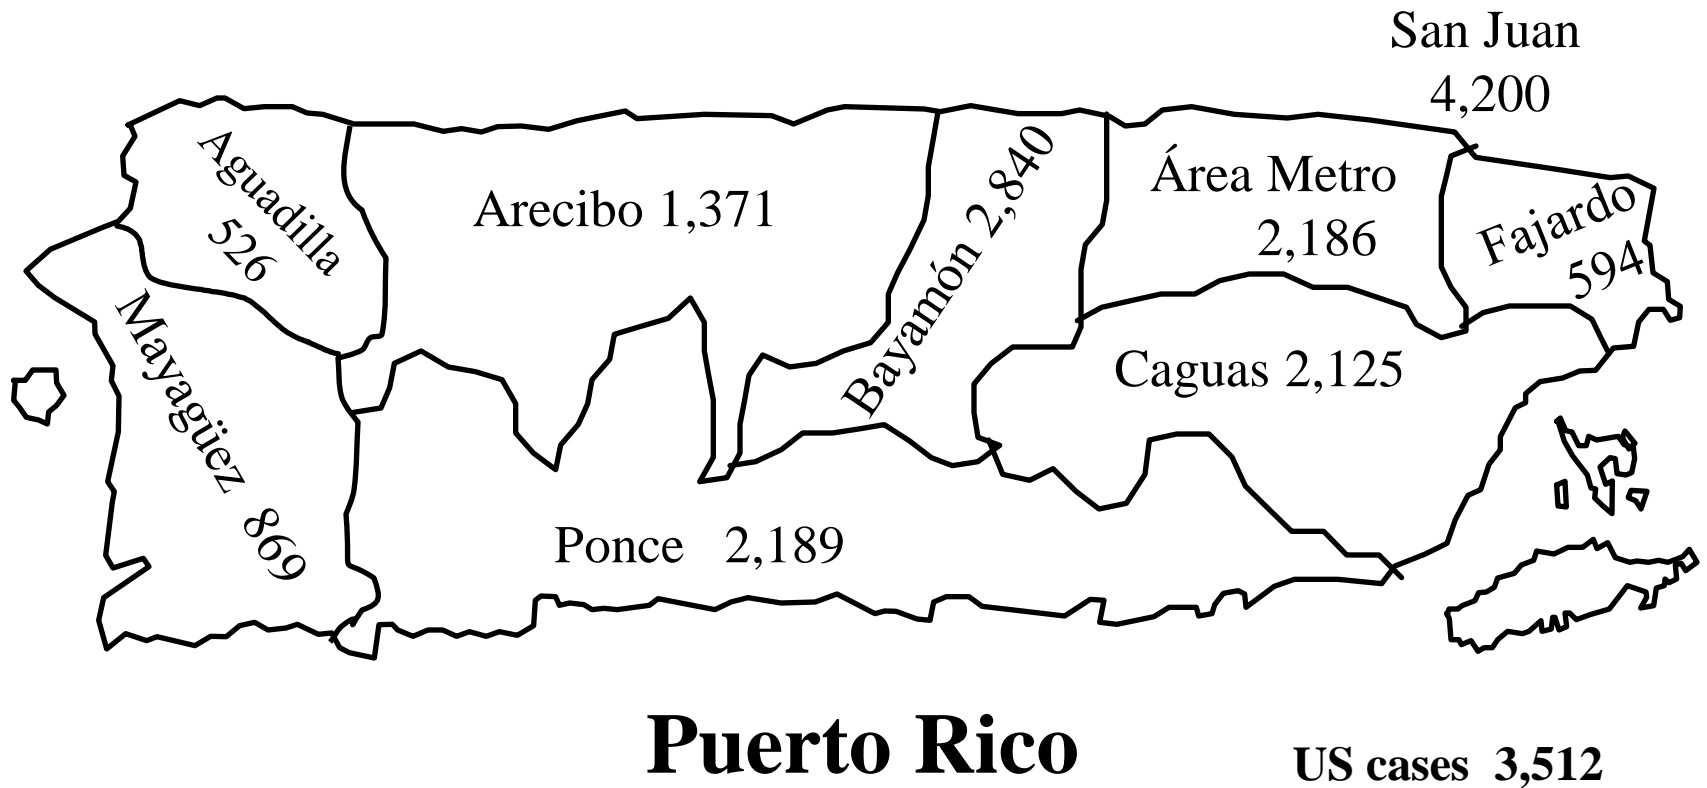 San Juan
4,200
Aguadilla
526
Arecibo 1,371
Bayamón 2,840
Área Metro
2,186
Fajardo
594
Mayagüez 869
Caguas 2,125
Ponce 2,189
Puerto Rico
US cases 3,512